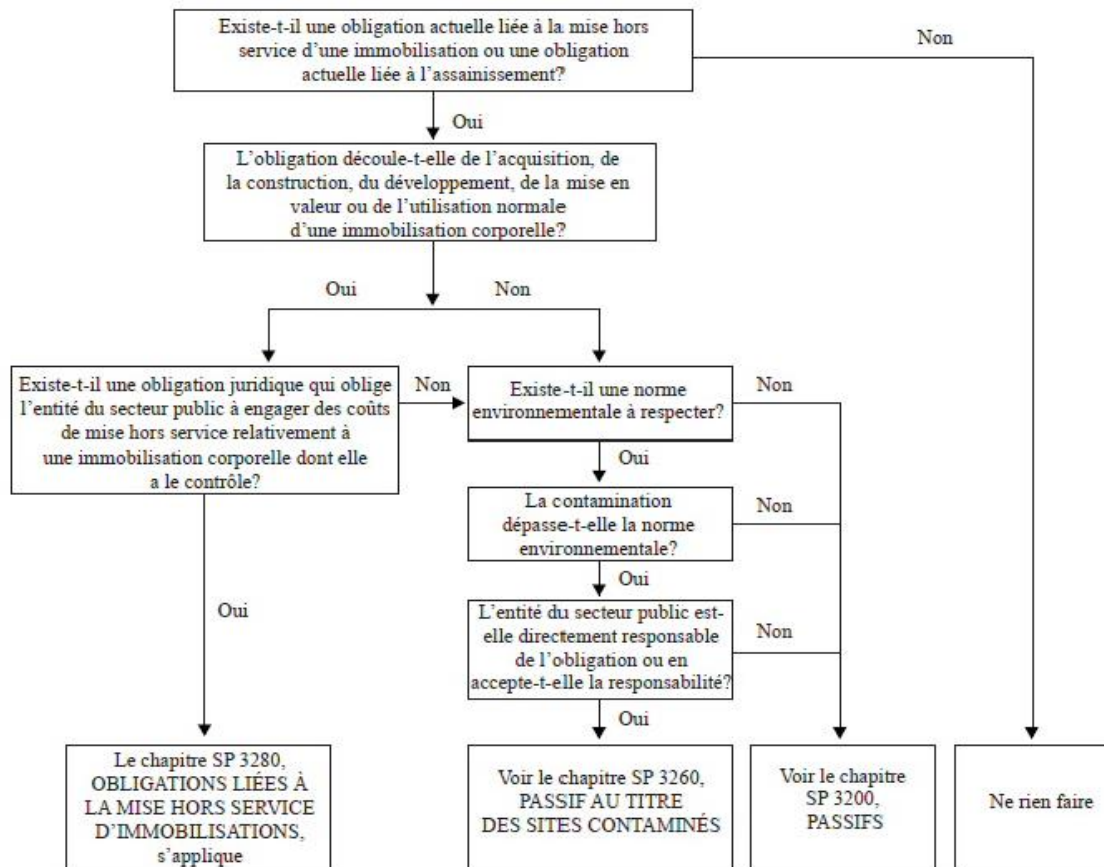 Existe-t-il une obligation actuelle liée à la mise hors
service d'une immobilisation ou une obligation
actuelle liée à l'assainissement?
Non
Oui
L'obligation découle-t-elle de l'acquisition, de
la construction, du développement, de la mise en
valeur ou de l'utilisation normale
d'une immobilisation corporelle?
Oui
Non
Existe-t-il une obligation juridique qui oblige
l'entité du secteur public à engager des coûts
de mise hors service relativement à
une immobilisation corporelle dont elle
a le contrôle?
Non
Existe-t-il une norme
environnementale à respecter?
Non
Oui
La contamination
dépasse-t-elle la norme
environnementale?
Non
Oui
Oui
L'entité du secteur public est-
elle directement responsable
de l'obligation ou en
accepte-t-elle la responsabilité?
Non
Oui
Le chapitre SP 3280,
OBLIGATIONS LIÉES À
LA MISE HORS SERVICE
D'IMMOBILISATIONS,
s'applique
Voir le chapitre SP 3260,
PASSIF AU TITRE
DES SITES CONTAMINÉS
Voir le chapitre
SP 3200,
PASSIFS
Ne rien faire